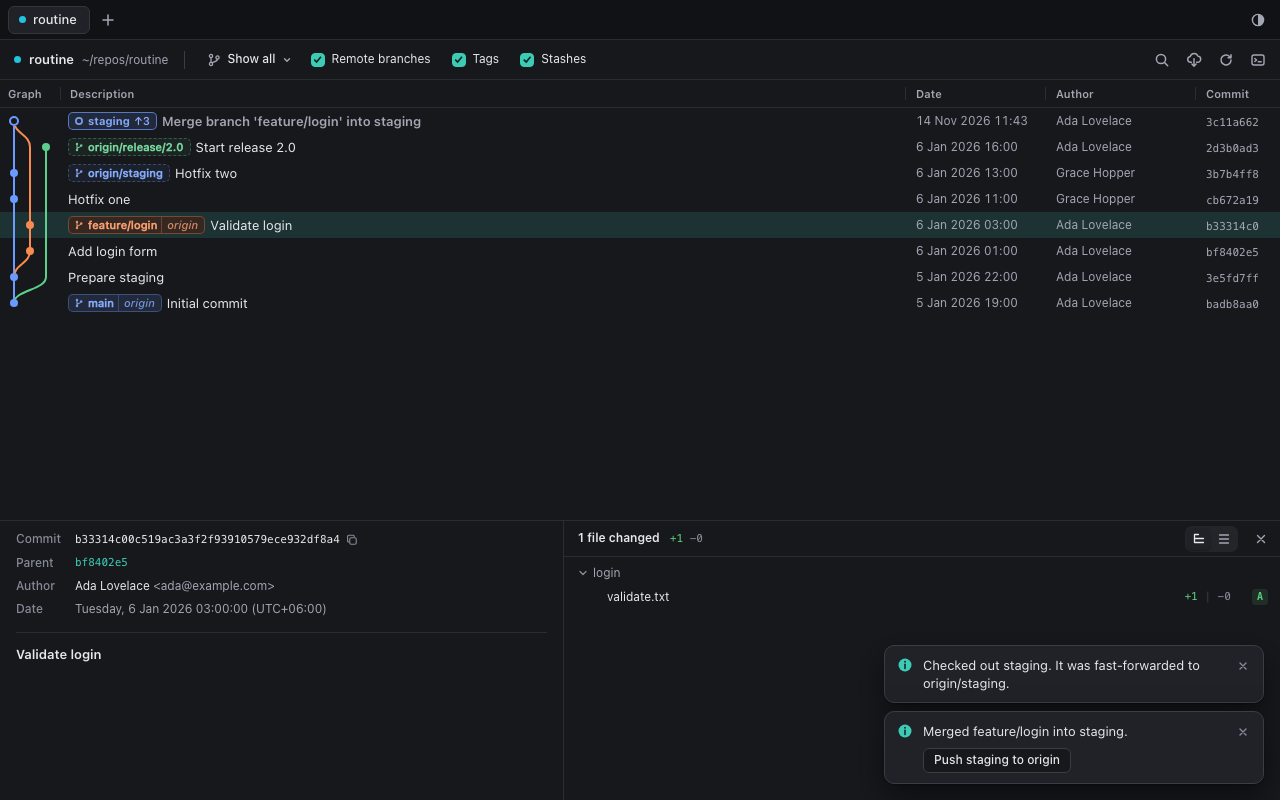 routine
routine ~/repos/routine Show all Remote branches Tags Stashes
Graph Description Date Author Commit
staging ↑3 Merge branch 'feature/login' into staging 14 Nov 2026 11:43 Ada Lovelace 3c11a662
origin/release/2.0 Start release 2.0 6 Jan 2026 16:00 Ada Lovelace 2d3b0ad3
origin/staging Hotfix two 6 Jan 2026 13:00 Grace Hopper 3b7b4ff8
Hotfix one 6 Jan 2026 11:00 Grace Hopper cb672a19
feature/login origin Validate login 6 Jan 2026 03:00 Ada Lovelace b33314c0
Add login form 6 Jan 2026 01:00 Ada Lovelace bf8402e5
Prepare staging 5 Jan 2026 22:00 Ada Lovelace 3e5fd7ff
main origin Initial commit 5 Jan 2026 19:00 Ada Lovelace badb8aa0
Commit b33314c00c519ac3a3f2f93910579ece932df8a4
Parent bf8402e5
Author Ada Lovelace <ada@example.com>
Date Tuesday, 6 Jan 2026 03:00:00 (UTC+06:00)
Validate login
1 file changed +1 −0
login
validate.txt +1 | −0 A
Checked out staging. It was fast-forwarded to
origin/staging.
Merged feature/login into staging.
Push staging to origin